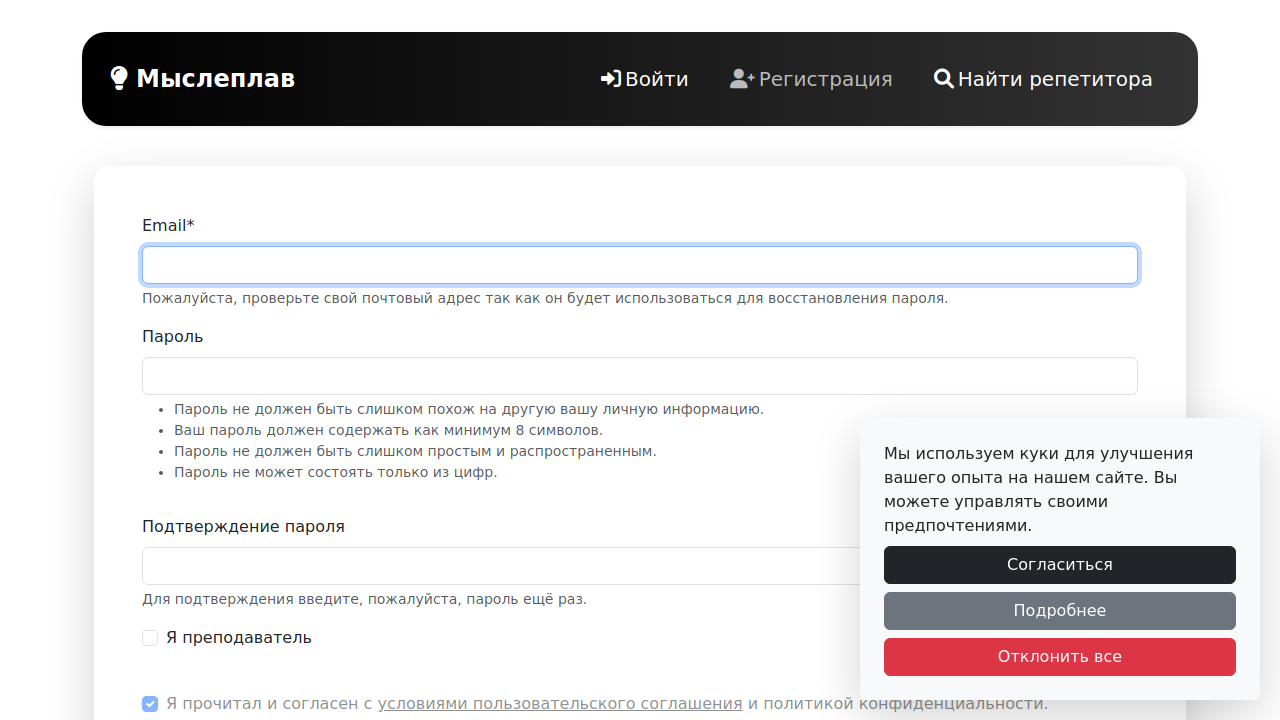 Мыслеплав
Войти
Регистрация
Найти репетитора
Email*
Пожалуйста, проверьте свой почтовый адрес так как он будет использоваться для восстановления пароля.
Пароль
Пароль не должен быть слишком похож на другую вашу личную информацию.
Ваш пароль должен содержать как минимум 8 символов.
Пароль не должен быть слишком простым и распространенным.
Пароль не может состоять только из цифр.
Подтверждение пароля
Для подтверждения введите, пожалуйста, пароль ещё раз.
Я преподаватель
Я прочитал и согласен с условиями пользовательского соглашения и политикой конфиденциальности.
Мы используем куки для улучшения
вашего опыта на нашем сайте. Вы
можете управлять своими
предпочтениями.
Согласиться
Подробнее
Отклонить все